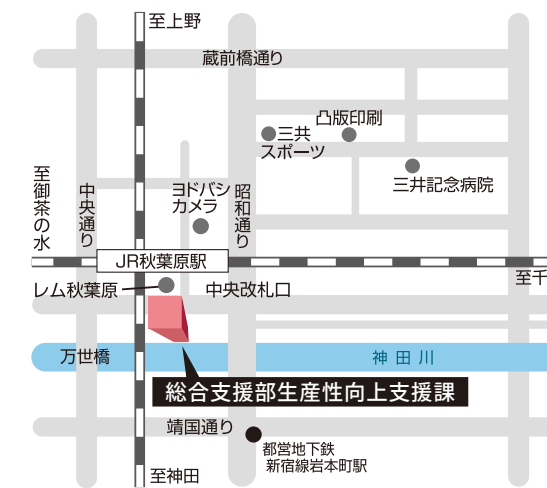 至上野
蔵前橋通り
凸版印刷
三共
スポーツ
至御茶の水
中央通り
ヨドバシ
カメラ
昭和通り
三井記念病院
JR秋葉原駅
至千
レム秋葉原
中央改札口
万世橋
神田川
総合支援部生産性向上支援課
靖国通り
都営地下鉄
新宿線岩本町駅
至神田